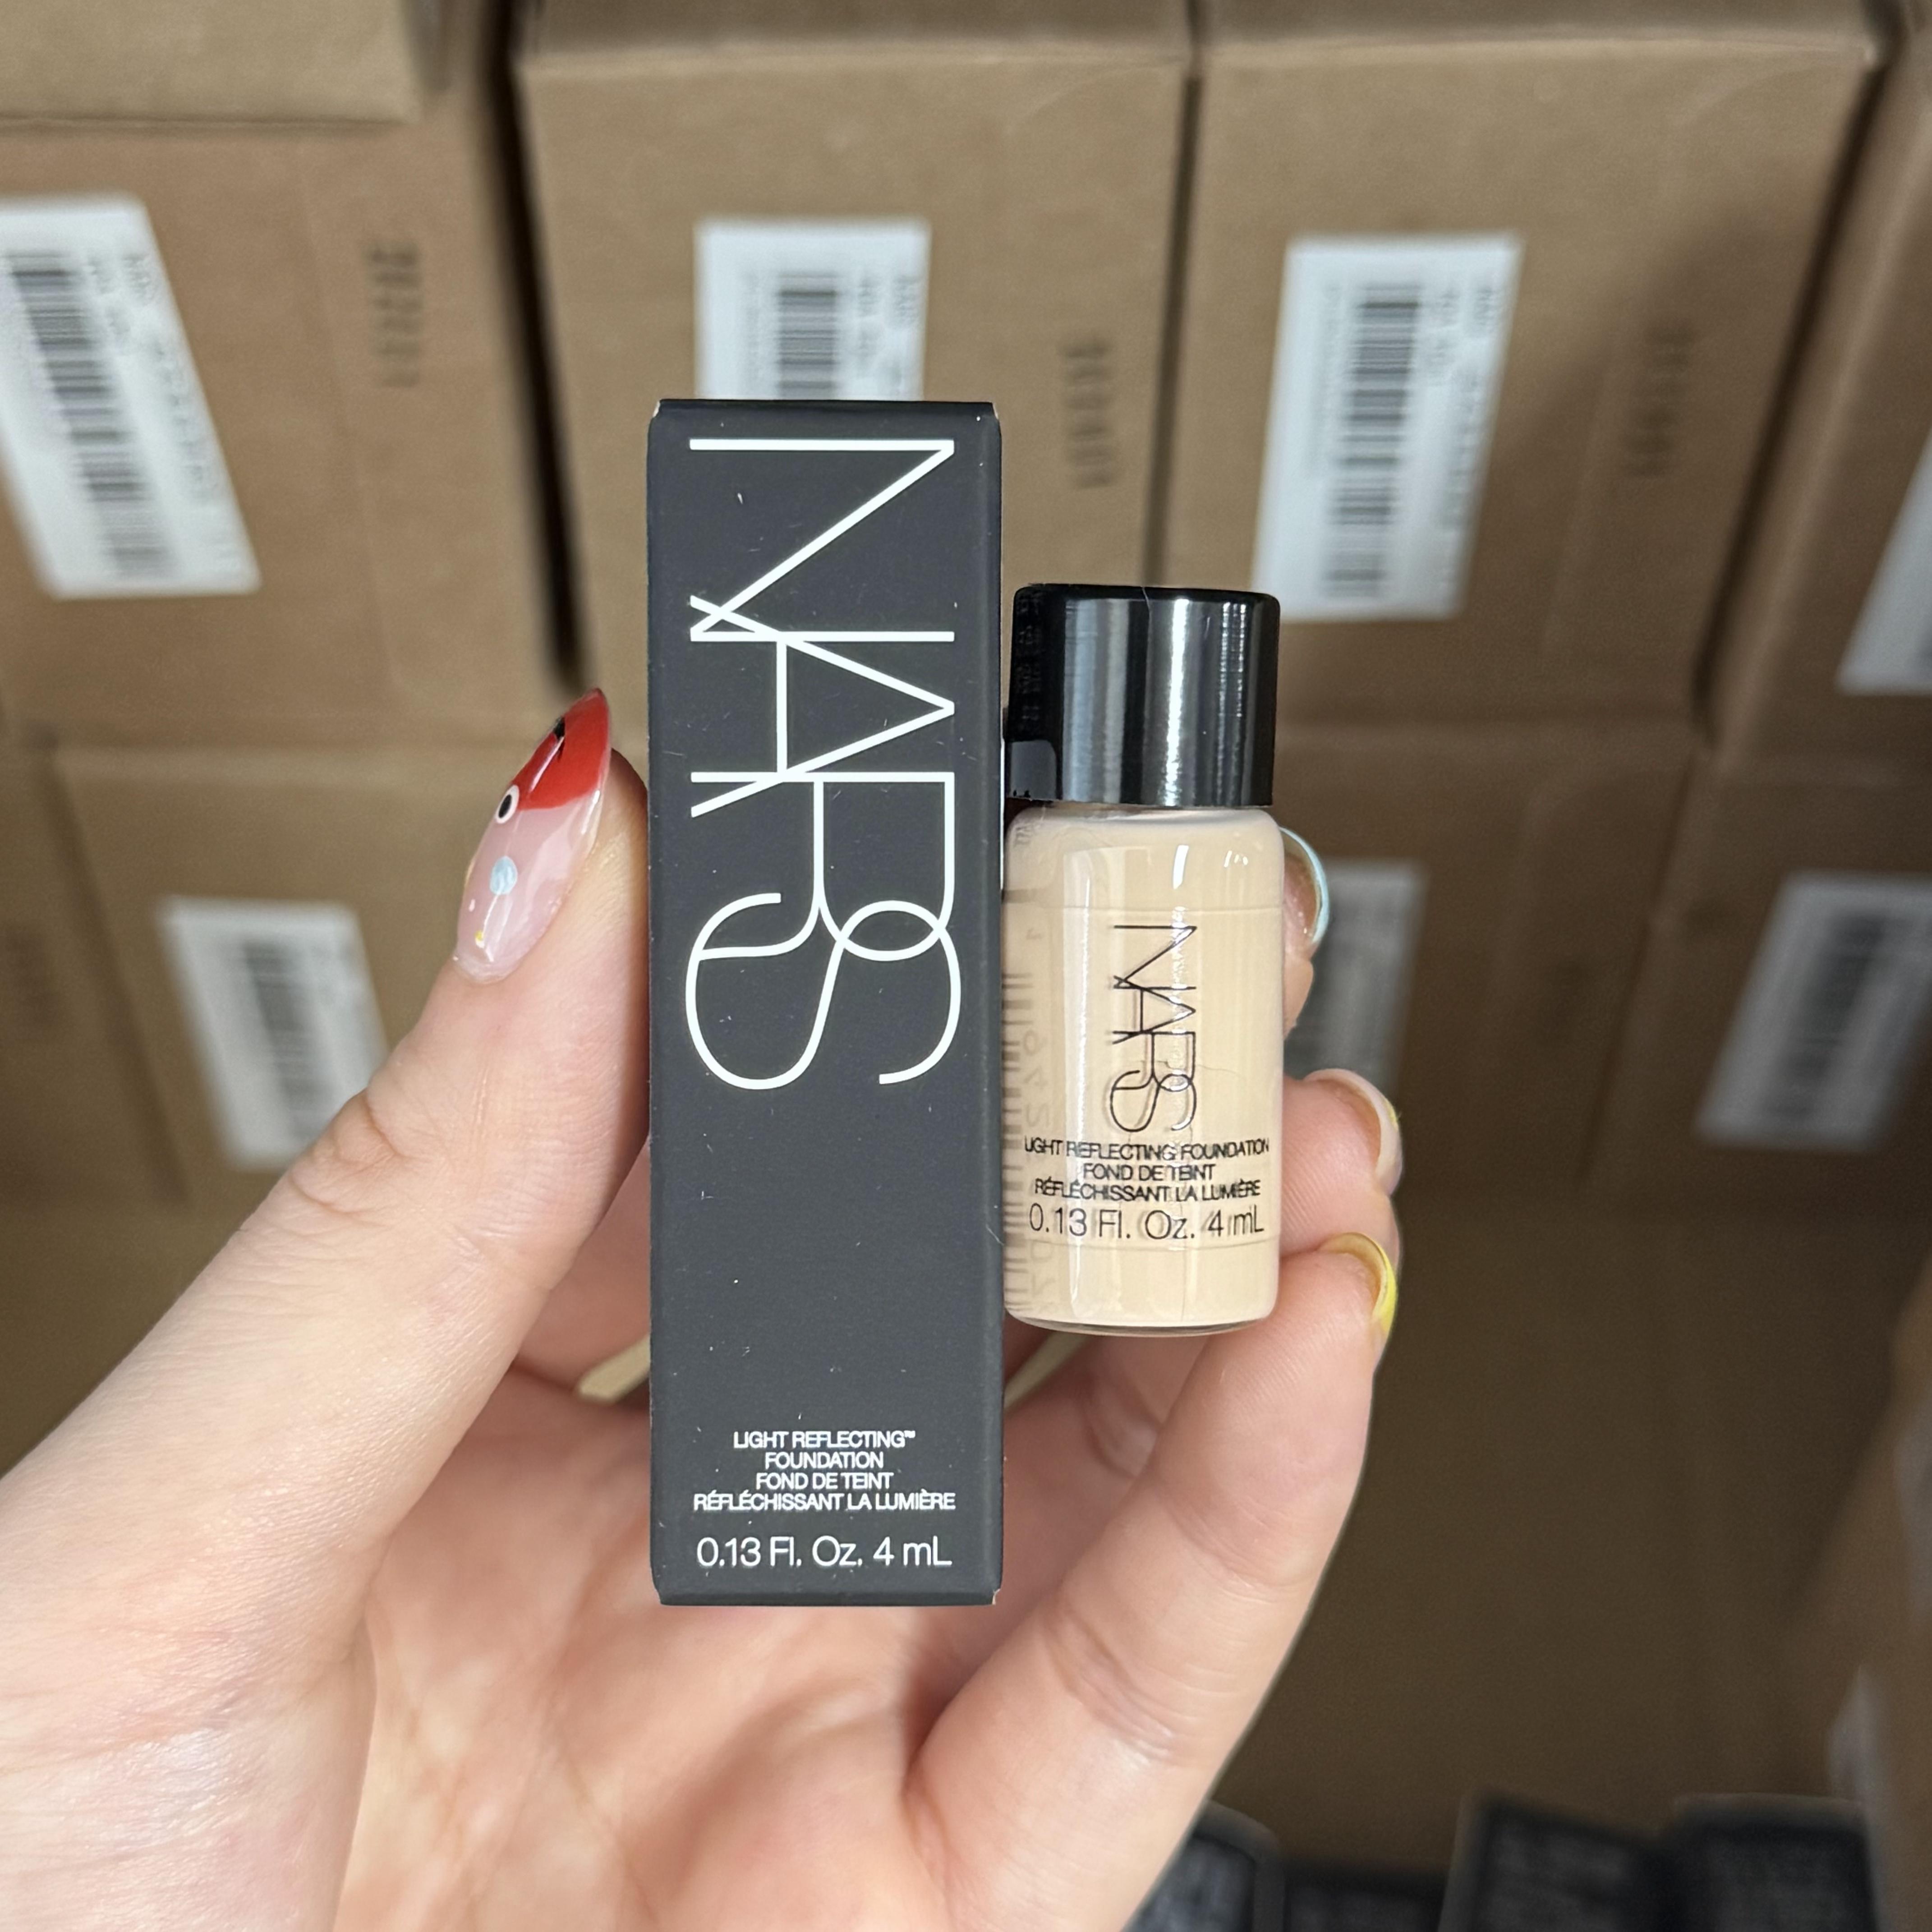 NARS
LIGHT REFLECTING™
FOUNDATION
FOND DE TEINT
RÉFLÉCHISSANT LA LUMIÈRE
0.13 Fl. Oz. 4 mL
NARS
LIGHT REFLECTING FOUNDATION
FOND DE TEINT
RÉFLÉCHISSANT LA LUMIÈRE
0.13 Fl. Oz. 4 mL